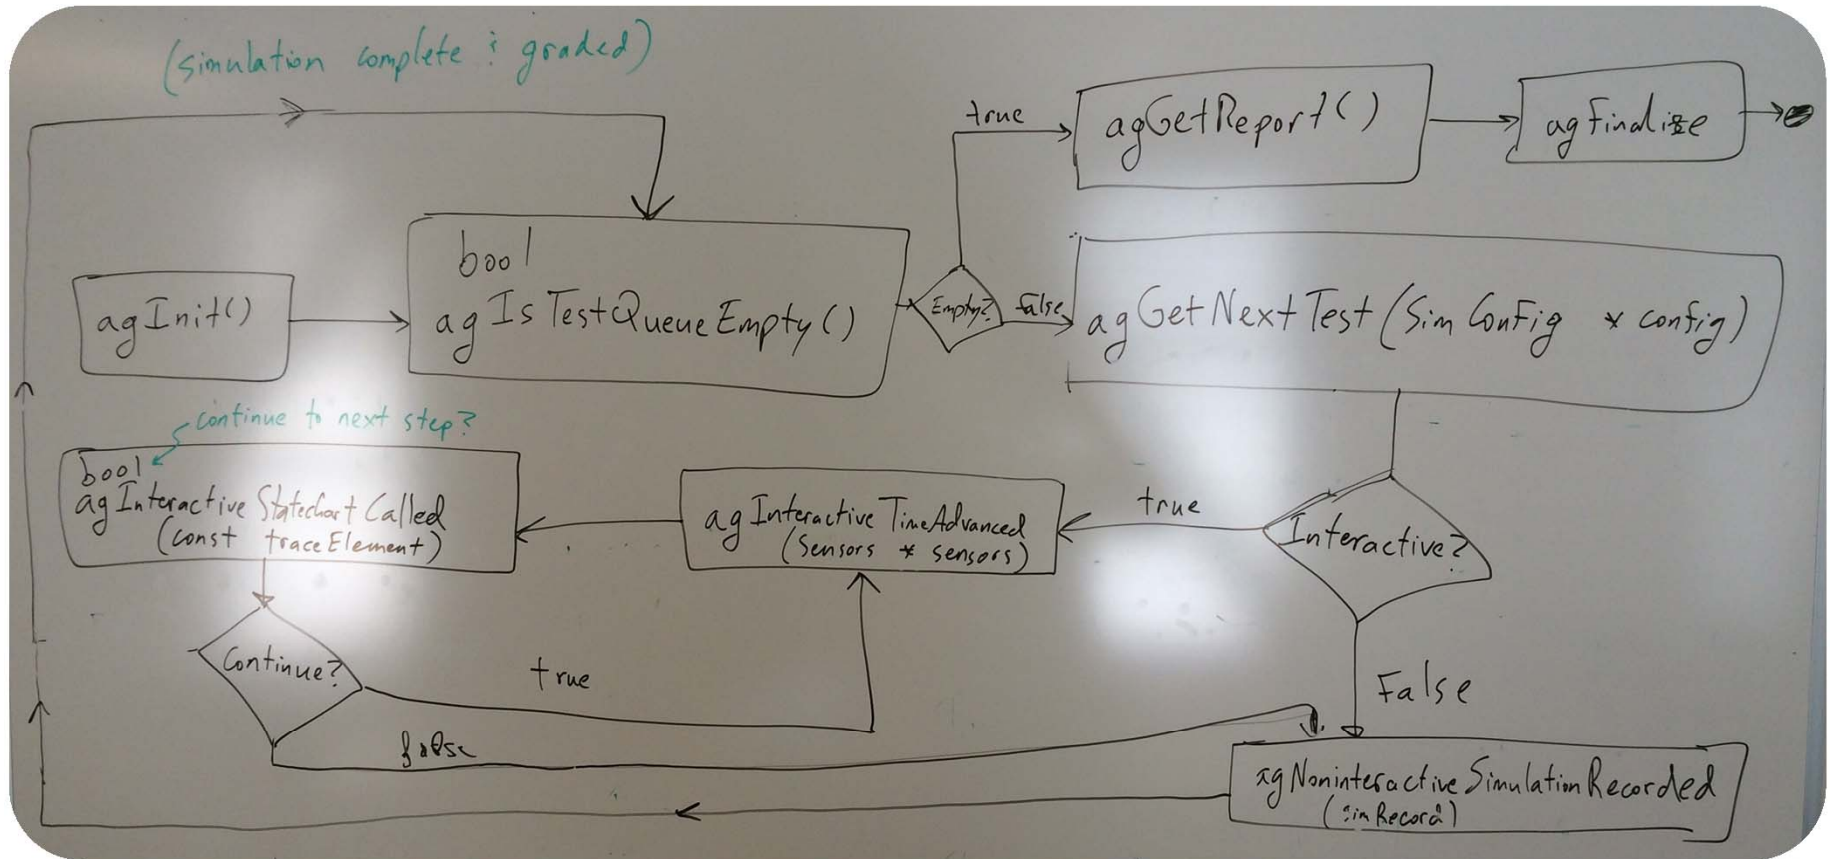 (simulation complete & graded)
true
agGetReport()
agFinalize
bool
agInit()
agIsTestQueueEmpty()
Empty?
False
agGetNextTest(SimConfig * config)
continue to next step?
bool
agInteractiveStatechartCalled
(const traceElement)
agInteractiveTimeAdvanced
(Sensors * sensors)
true
Interactive?
Continue?
true
False
false
agNoninteractiveSimulationRecorded
(simRecord)